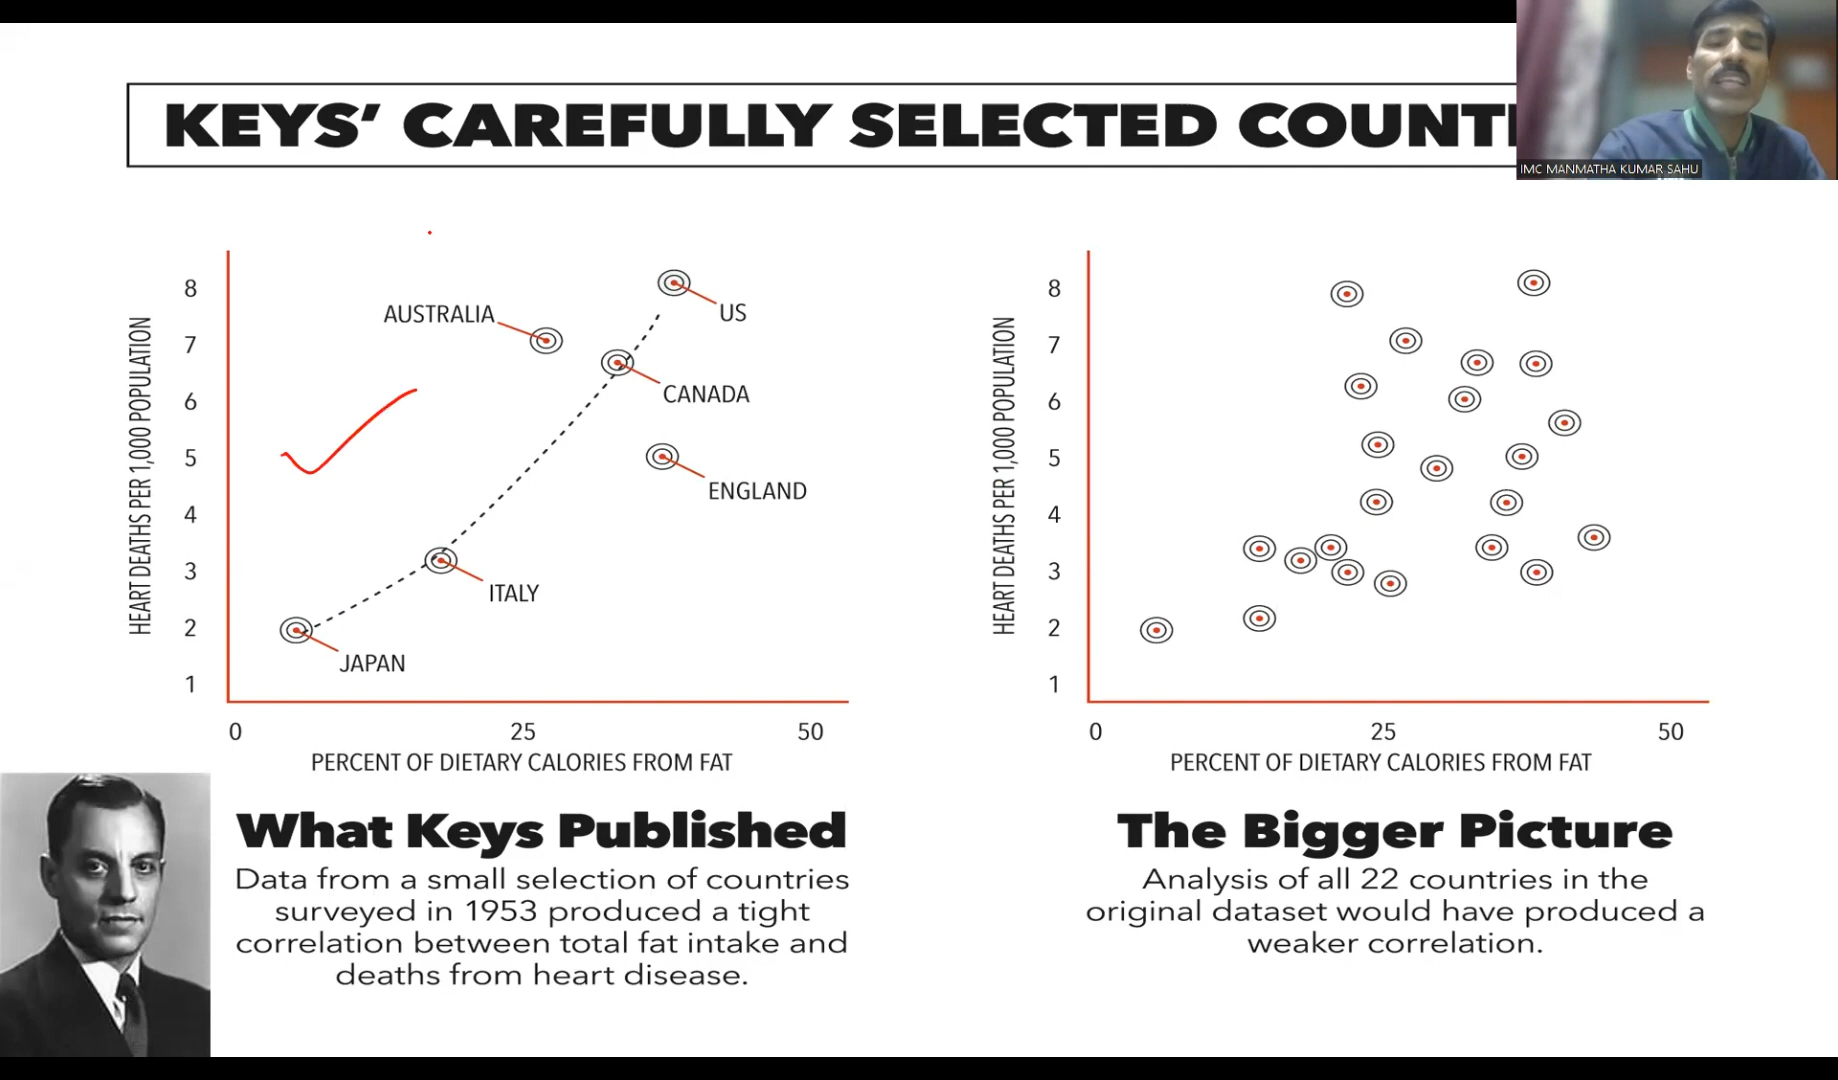 KEYS' CAREFULLY SELECTED COUNT
IMC MANMATHA KUMAR SAHU
HEART DEATHS PER 1,000 POPULATION
8
7
6
5
4
3
2
1
AUSTRALIA
US
CANADA
ENGLAND
ITALY
JAPAN
0 25 50
PERCENT OF DIETARY CALORIES FROM FAT
What Keys Published
Data from a small selection of countries
surveyed in 1953 produced a tight
correlation between total fat intake and
deaths from heart disease.
HEART DEATHS PER 1,000 POPULATION
8
7
6
5
4
3
2
1
0 25 50
PERCENT OF DIETARY CALORIES FROM FAT
The Bigger Picture
Analysis of all 22 countries in the
original dataset would have produced a
weaker correlation.